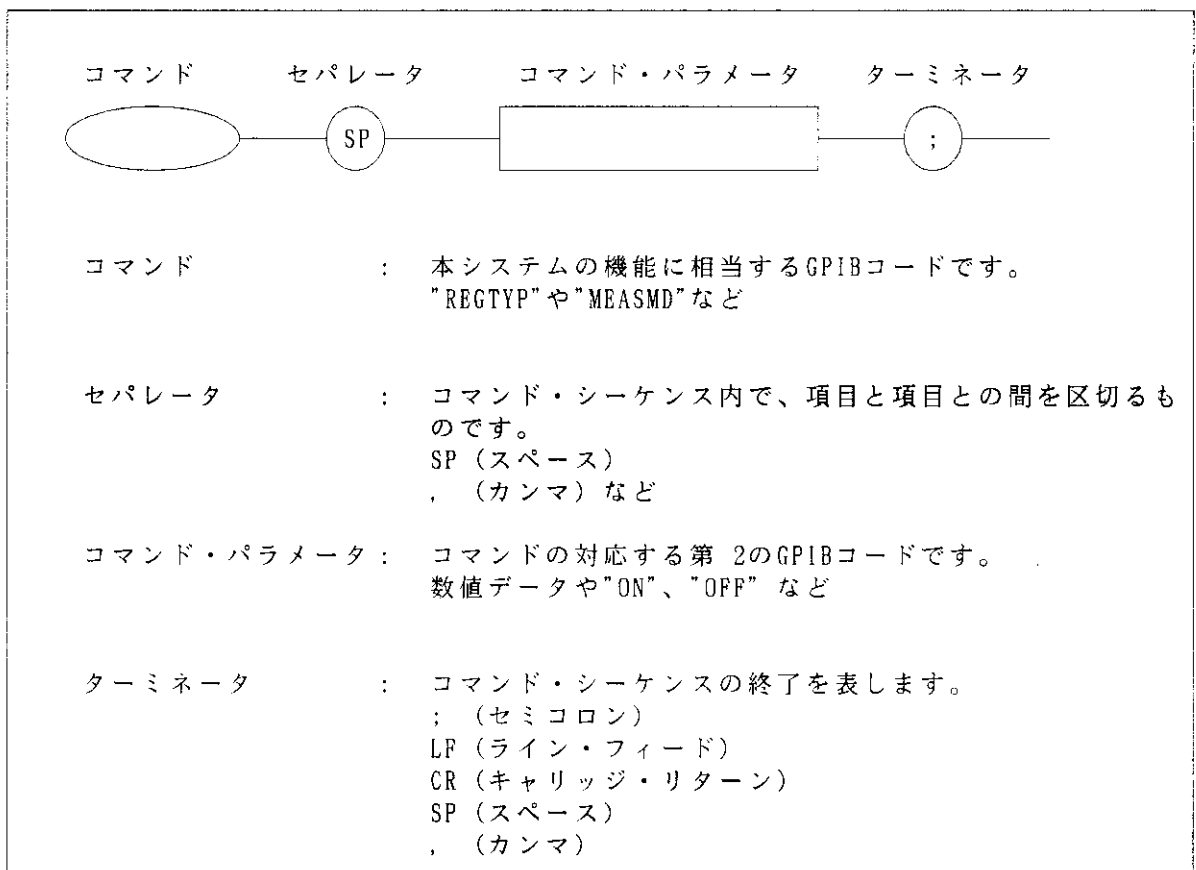 コマンド セパレータ コマンド・パラメータ ターミネータ
SP ;
コマンド : 本システムの機能に相当するGPIBコードです。
"REGTYP"や"MEASMD"など
セパレータ : コマンド・シーケンス内で、項目と項目との間を区切るも
のです。
SP (スペース)
, (カンマ) など
コマンド・パラメータ : コマンドの対応する第 2のGPIBコードです。
数値データや"ON"、"OFF" など
ターミネータ : コマンド・シーケンスの終了を表します。
; (セミコロン)
LF (ライン・フィード)
CR (キャリッジ・リターン)
SP (スペース)
, (カンマ)